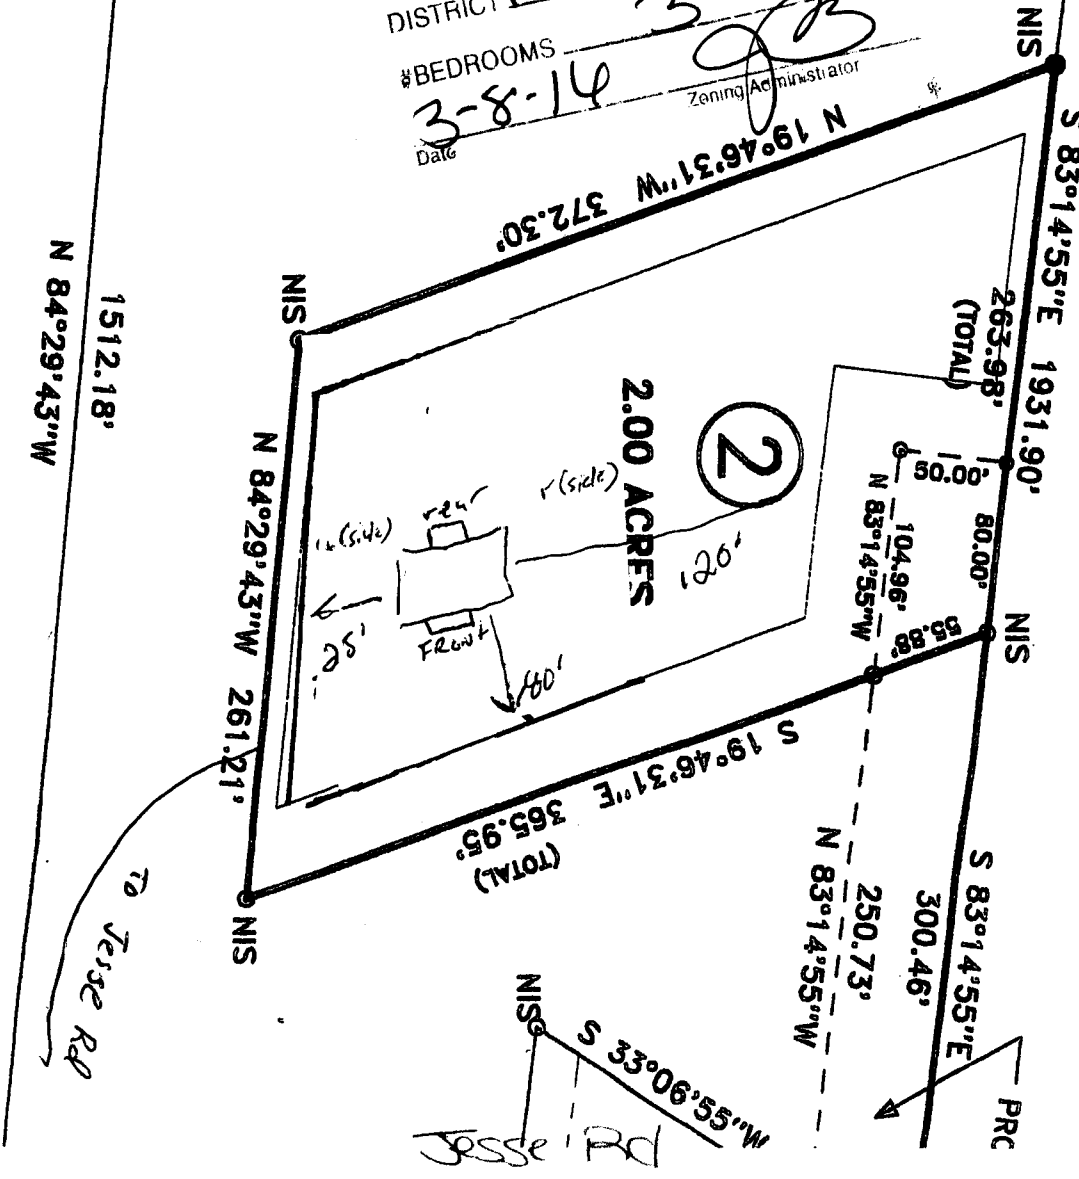 DISTRICT
#BEDROOMS 3
3-8-14
Date
Zoning Administrator
NIS
N 19°46'31"W 372.30'
S 83°14'55"E 1931.90'
263.98'
(TOTAL)
NIS
2
2.00 ACRES
50.00'
80.00'
104.96'
N 83°14'55"W
55.88'
NIS
1512.18'
N 84°29'43"W
N 84°29'43"W 261.21'
(side)
rear
r (side)
120'
FRONT
25'
S 19°46'31"E 365.95'
(TOTAL)
NIS
To Jesse Rd
S 83°14'55"E
300.46'
250.73'
N 83°14'55"W
NIS
S 33°06'55"W
PRC
Jesse Rd